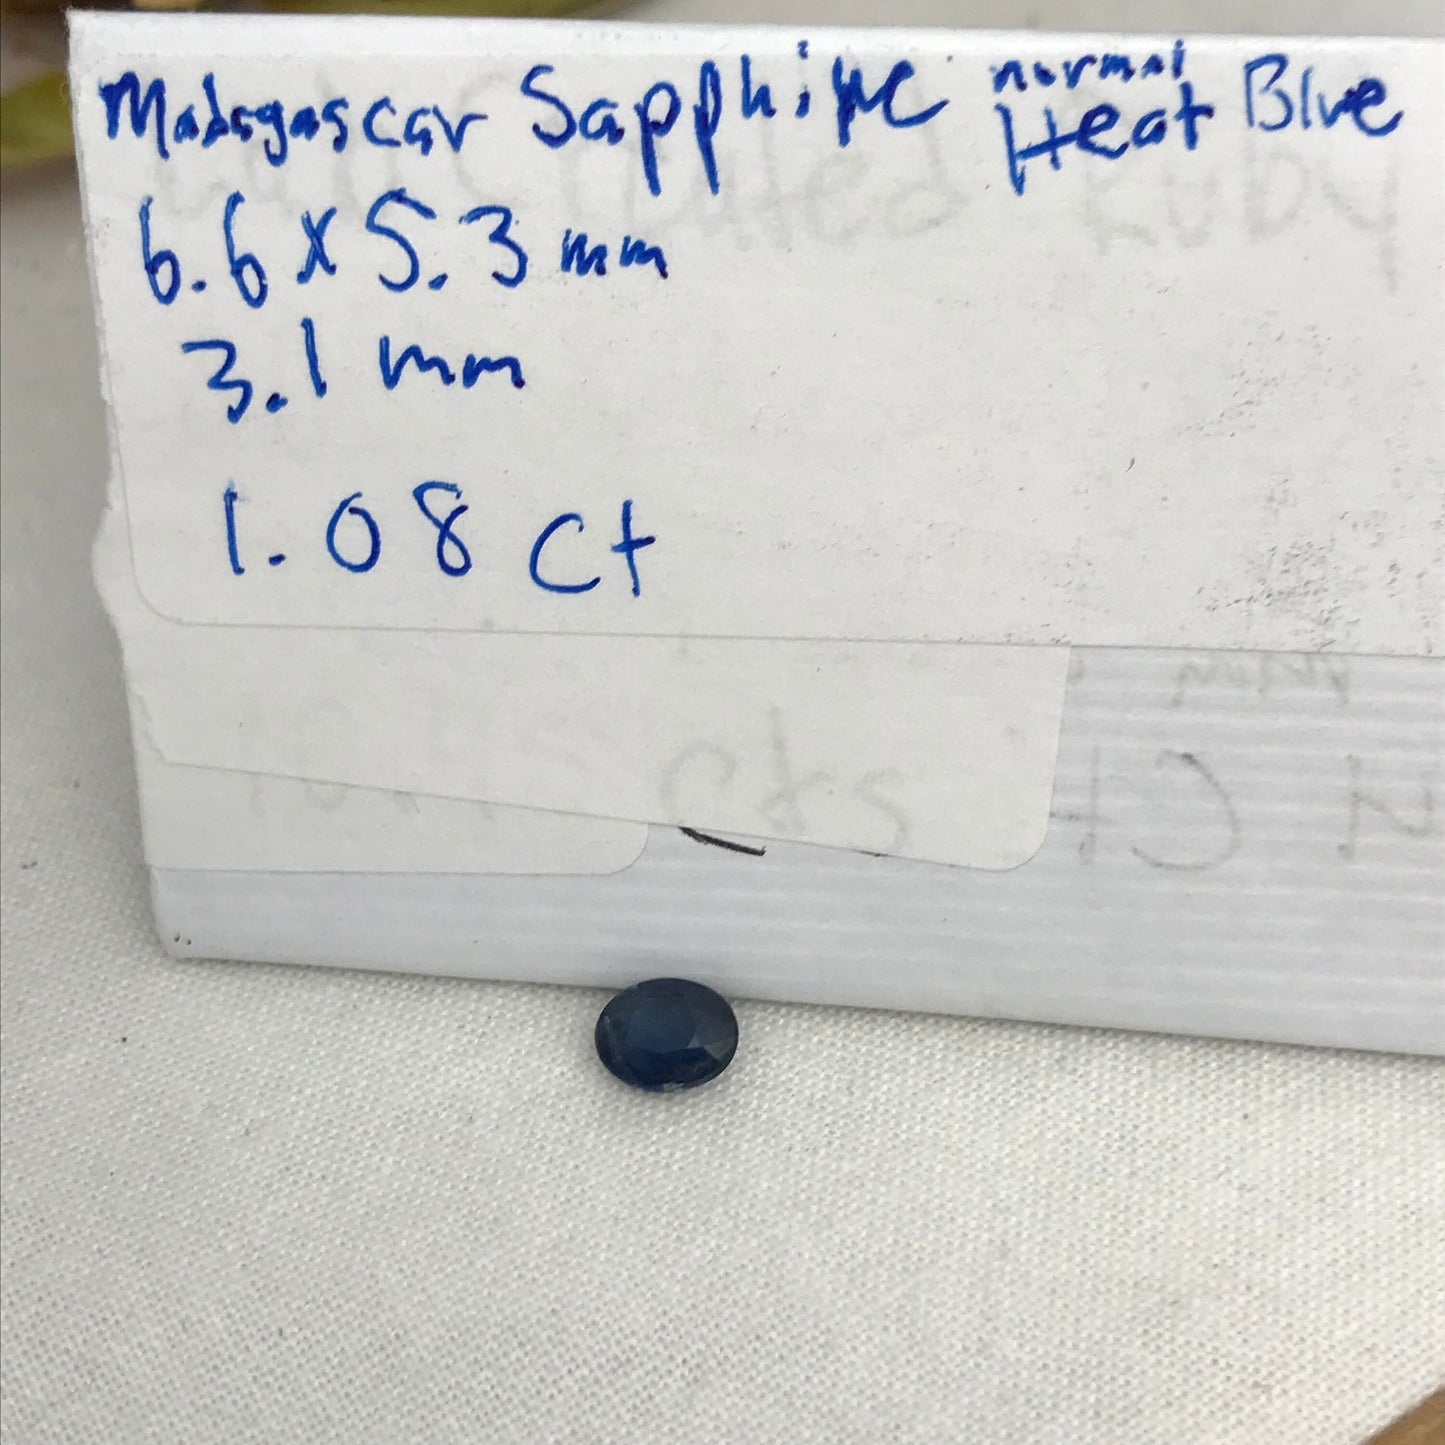 Madagascar Sapphire normal Heat Blue
6.6 x 5.3 mm
3.1 mm
1.08 ct